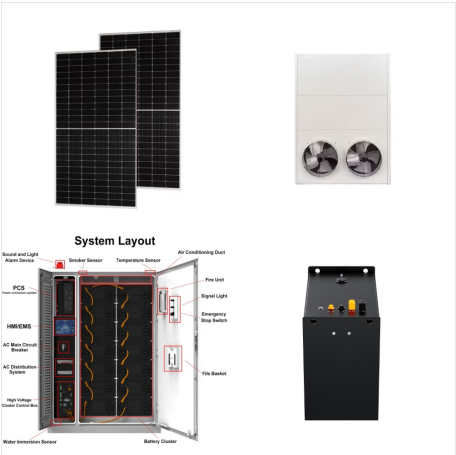 System Layout
Sound and Light
Alarm Device
Smoker Sensor
Temperature Sensor
Air Conditioning Duct
PCS
Power conversion system
HMI/EMS
AC Main Circuit
Breaker
AC Distribution
System
High Voltage
Cluster Control Box
Water Immersion Sensor
Battery Cluster
Fire Unit
Signal Light
Emergency
Stop Switch
File Basket